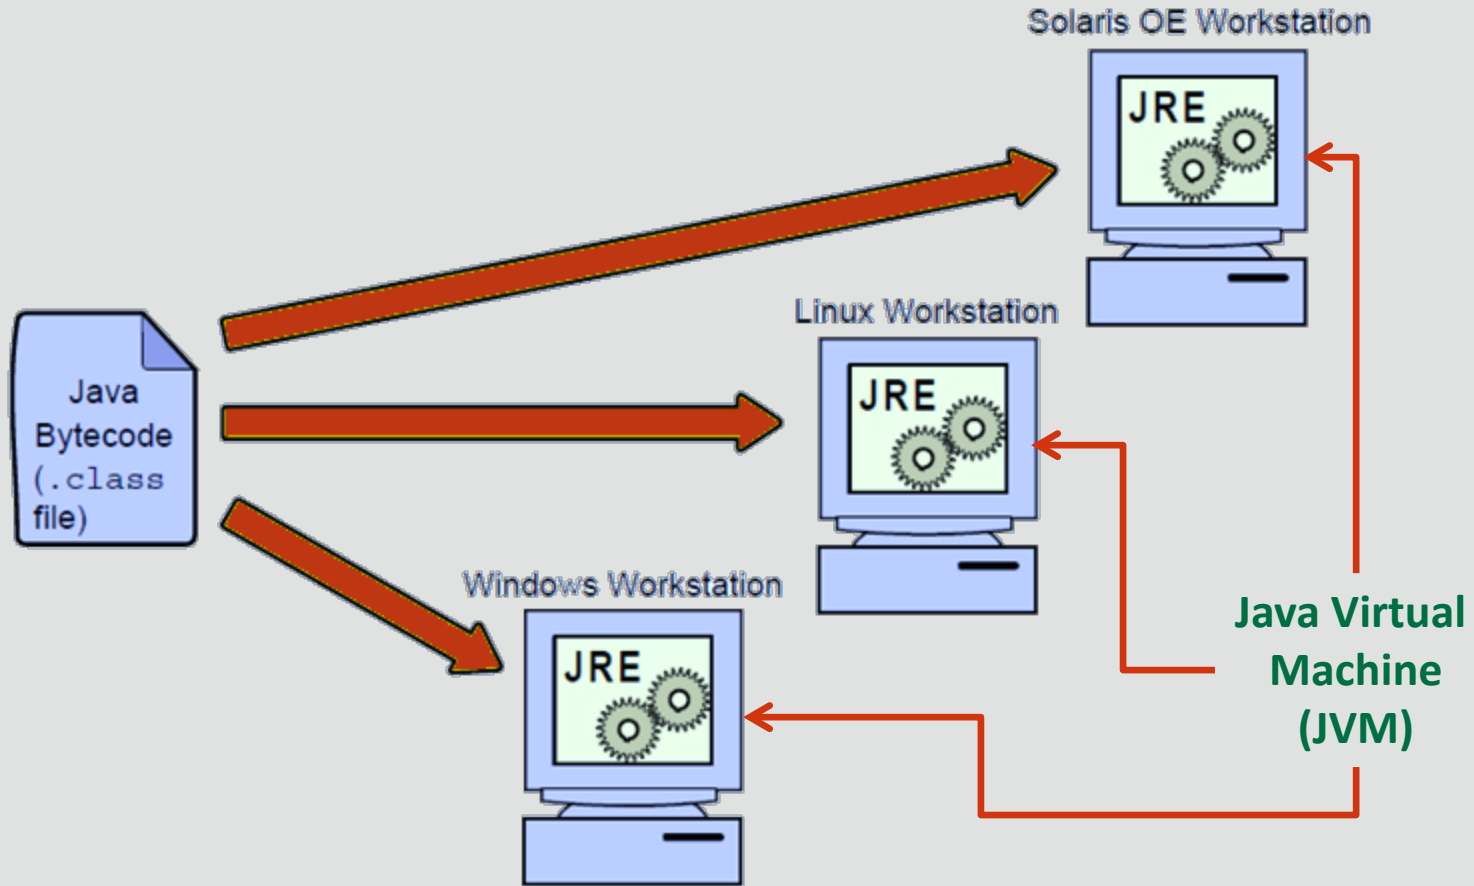 Solaris OE Workstation
JRE
Linux Workstation
JRE
Java
Bytecode
(.class
file)
Windows Workstation
JRE
Java Virtual
Machine
(JVM)